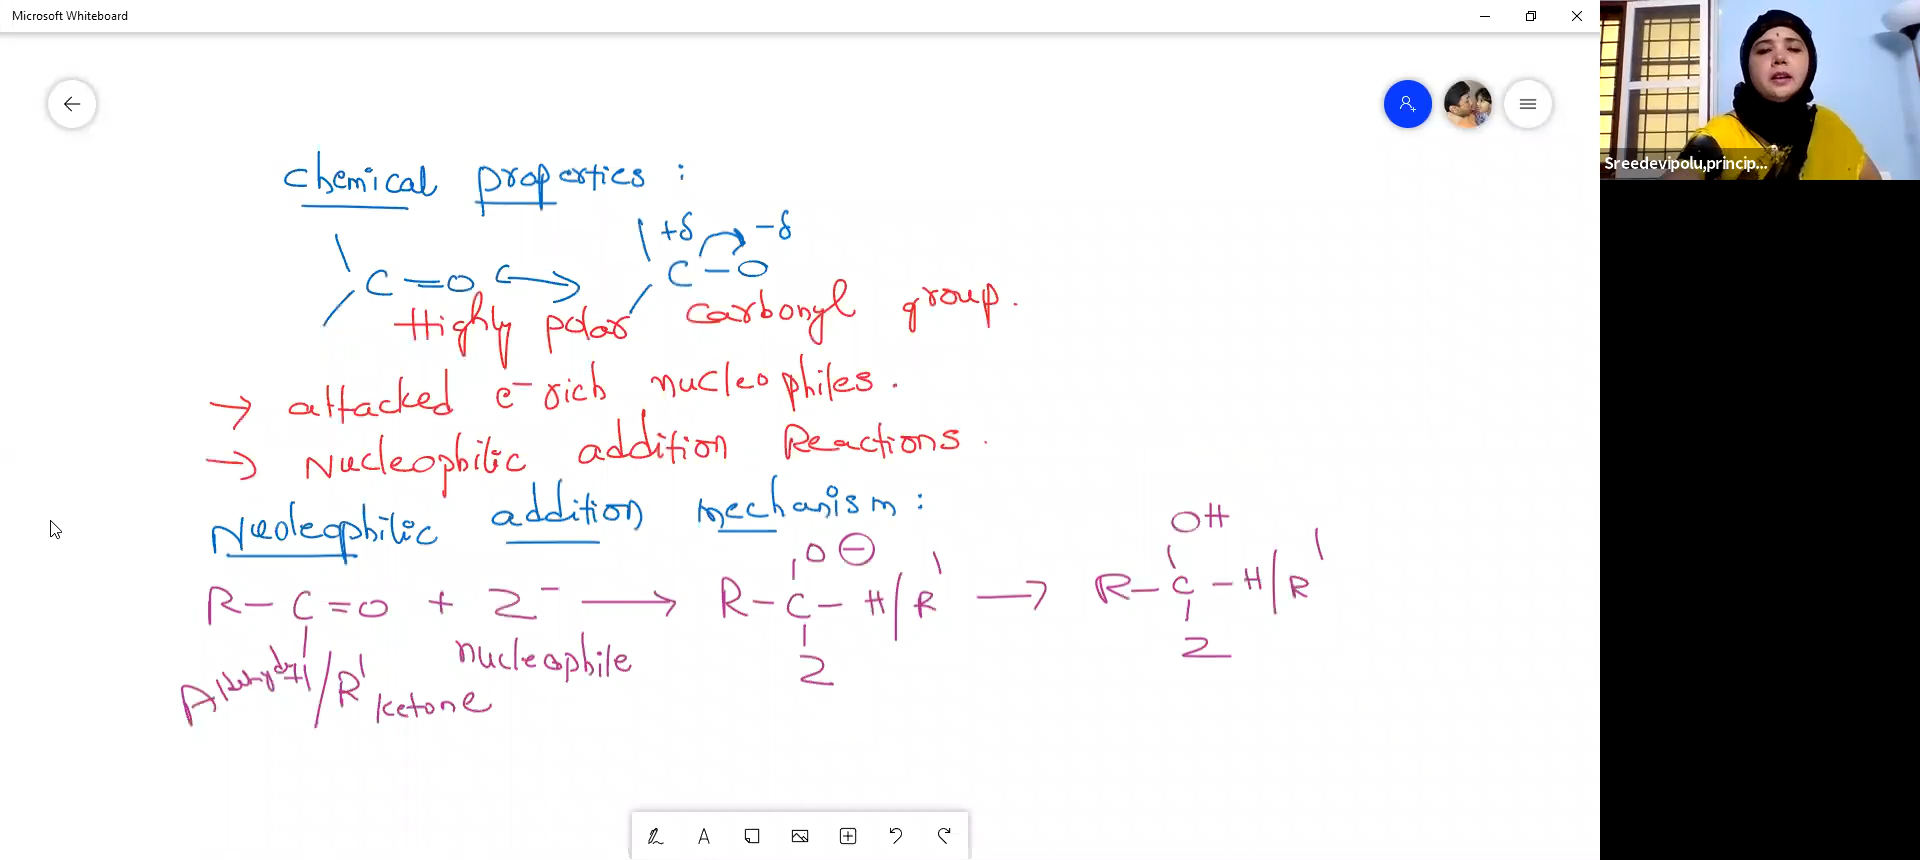 Microsoft Whiteboard
Sreedevipolu,princip...
chemical properties :
+δ -δ
C=O C-O
Highly polar carbonyl group.
→ attacked e⁻ rich nucleophiles.
→ Nucleophilic addition Reactions.
Nucleophilic addition mechanism :
O⊖ OH
R-C=O + Z⁻ → R-C-H/R' → R-C-H/R'
nucleophile Z Z
Aldehyde H/R' ketone
A